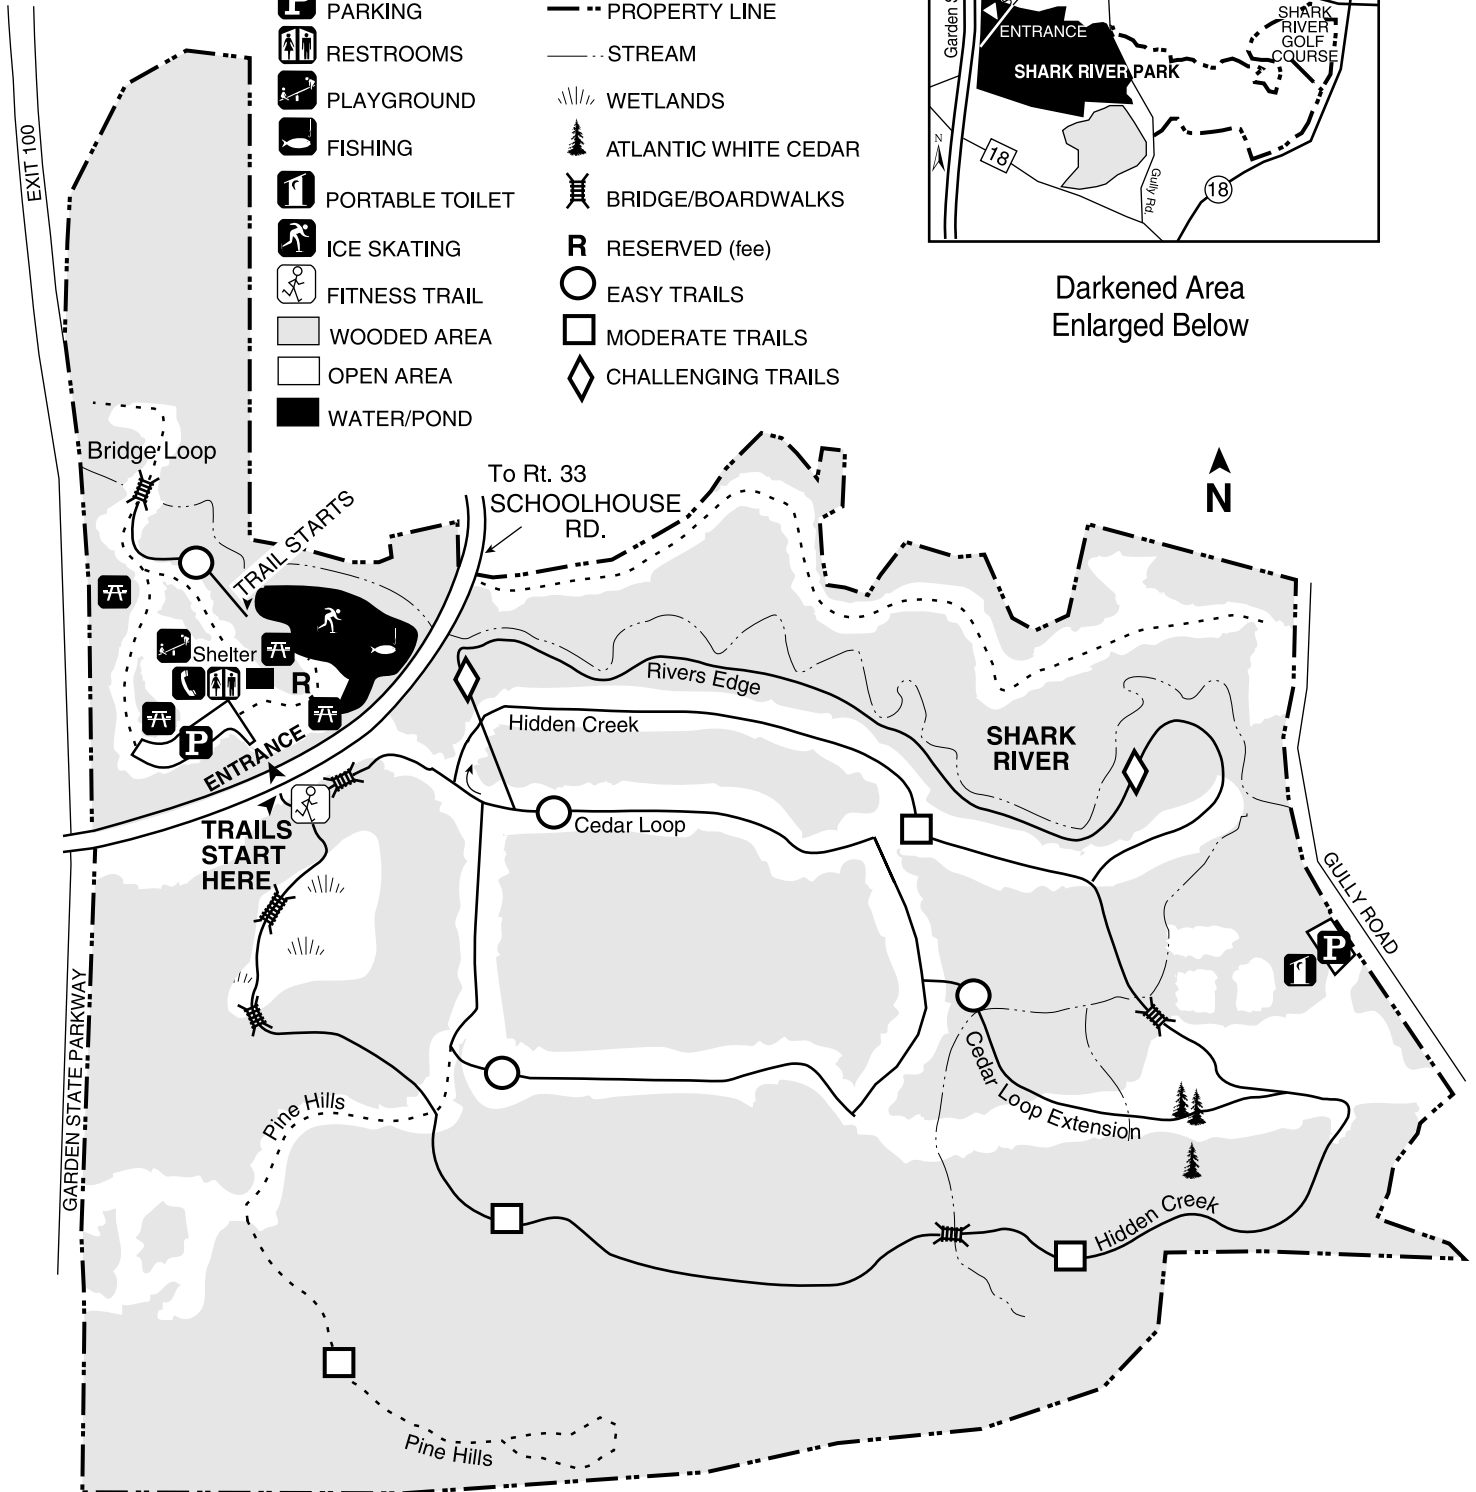 PARKING
RESTROOMS
PLAYGROUND
FISHING
PORTABLE TOILET
ICE SKATING
FITNESS TRAIL
WOODED AREA
OPEN AREA
WATER/POND
PROPERTY LINE
STREAM
WETLANDS
ATLANTIC WHITE CEDAR
BRIDGE/BOARDWALKS
R RESERVED (fee)
EASY TRAILS
MODERATE TRAILS
CHALLENGING TRAILS
Garden
ENTRANCE
SHARK RIVER PARK
SHARK
RIVER
GOLF
COURSE
N
18
Gully Rd.
18
Darkened Area
Enlarged Below
EXIT 100
Bridge Loop
TRAIL STARTS
To Rt. 33
SCHOOLHOUSE
RD.
N
Shelter
R
P
ENTRANCE
TRAILS
START
HERE
Rivers Edge
Hidden Creek
SHARK
RIVER
Cedar Loop
GULLY ROAD
P
GARDEN STATE PARKWAY
Cedar Loop Extension
Pine Hills
Hidden Creek
Pine Hills